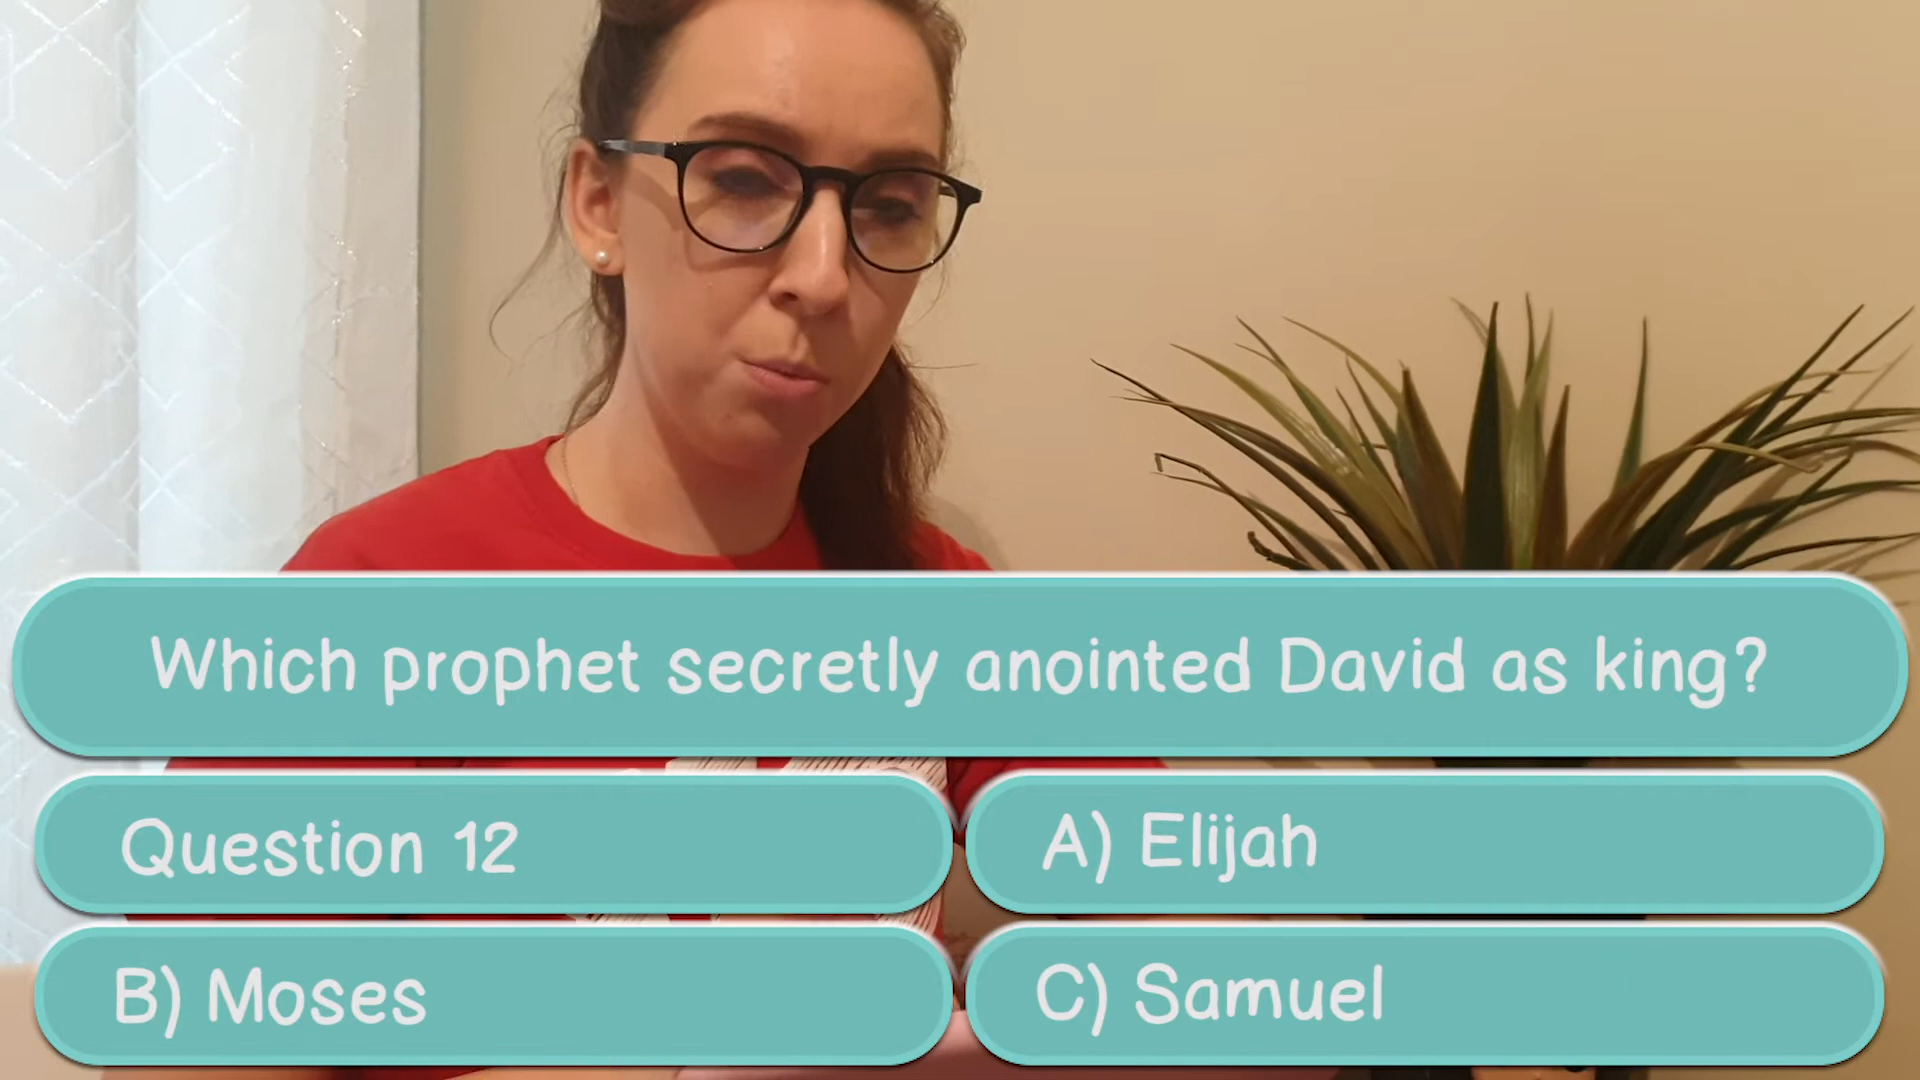 Which prophet secretly anointed David as king?
Question 12
A) Elijah
B) Moses
C) Samuel